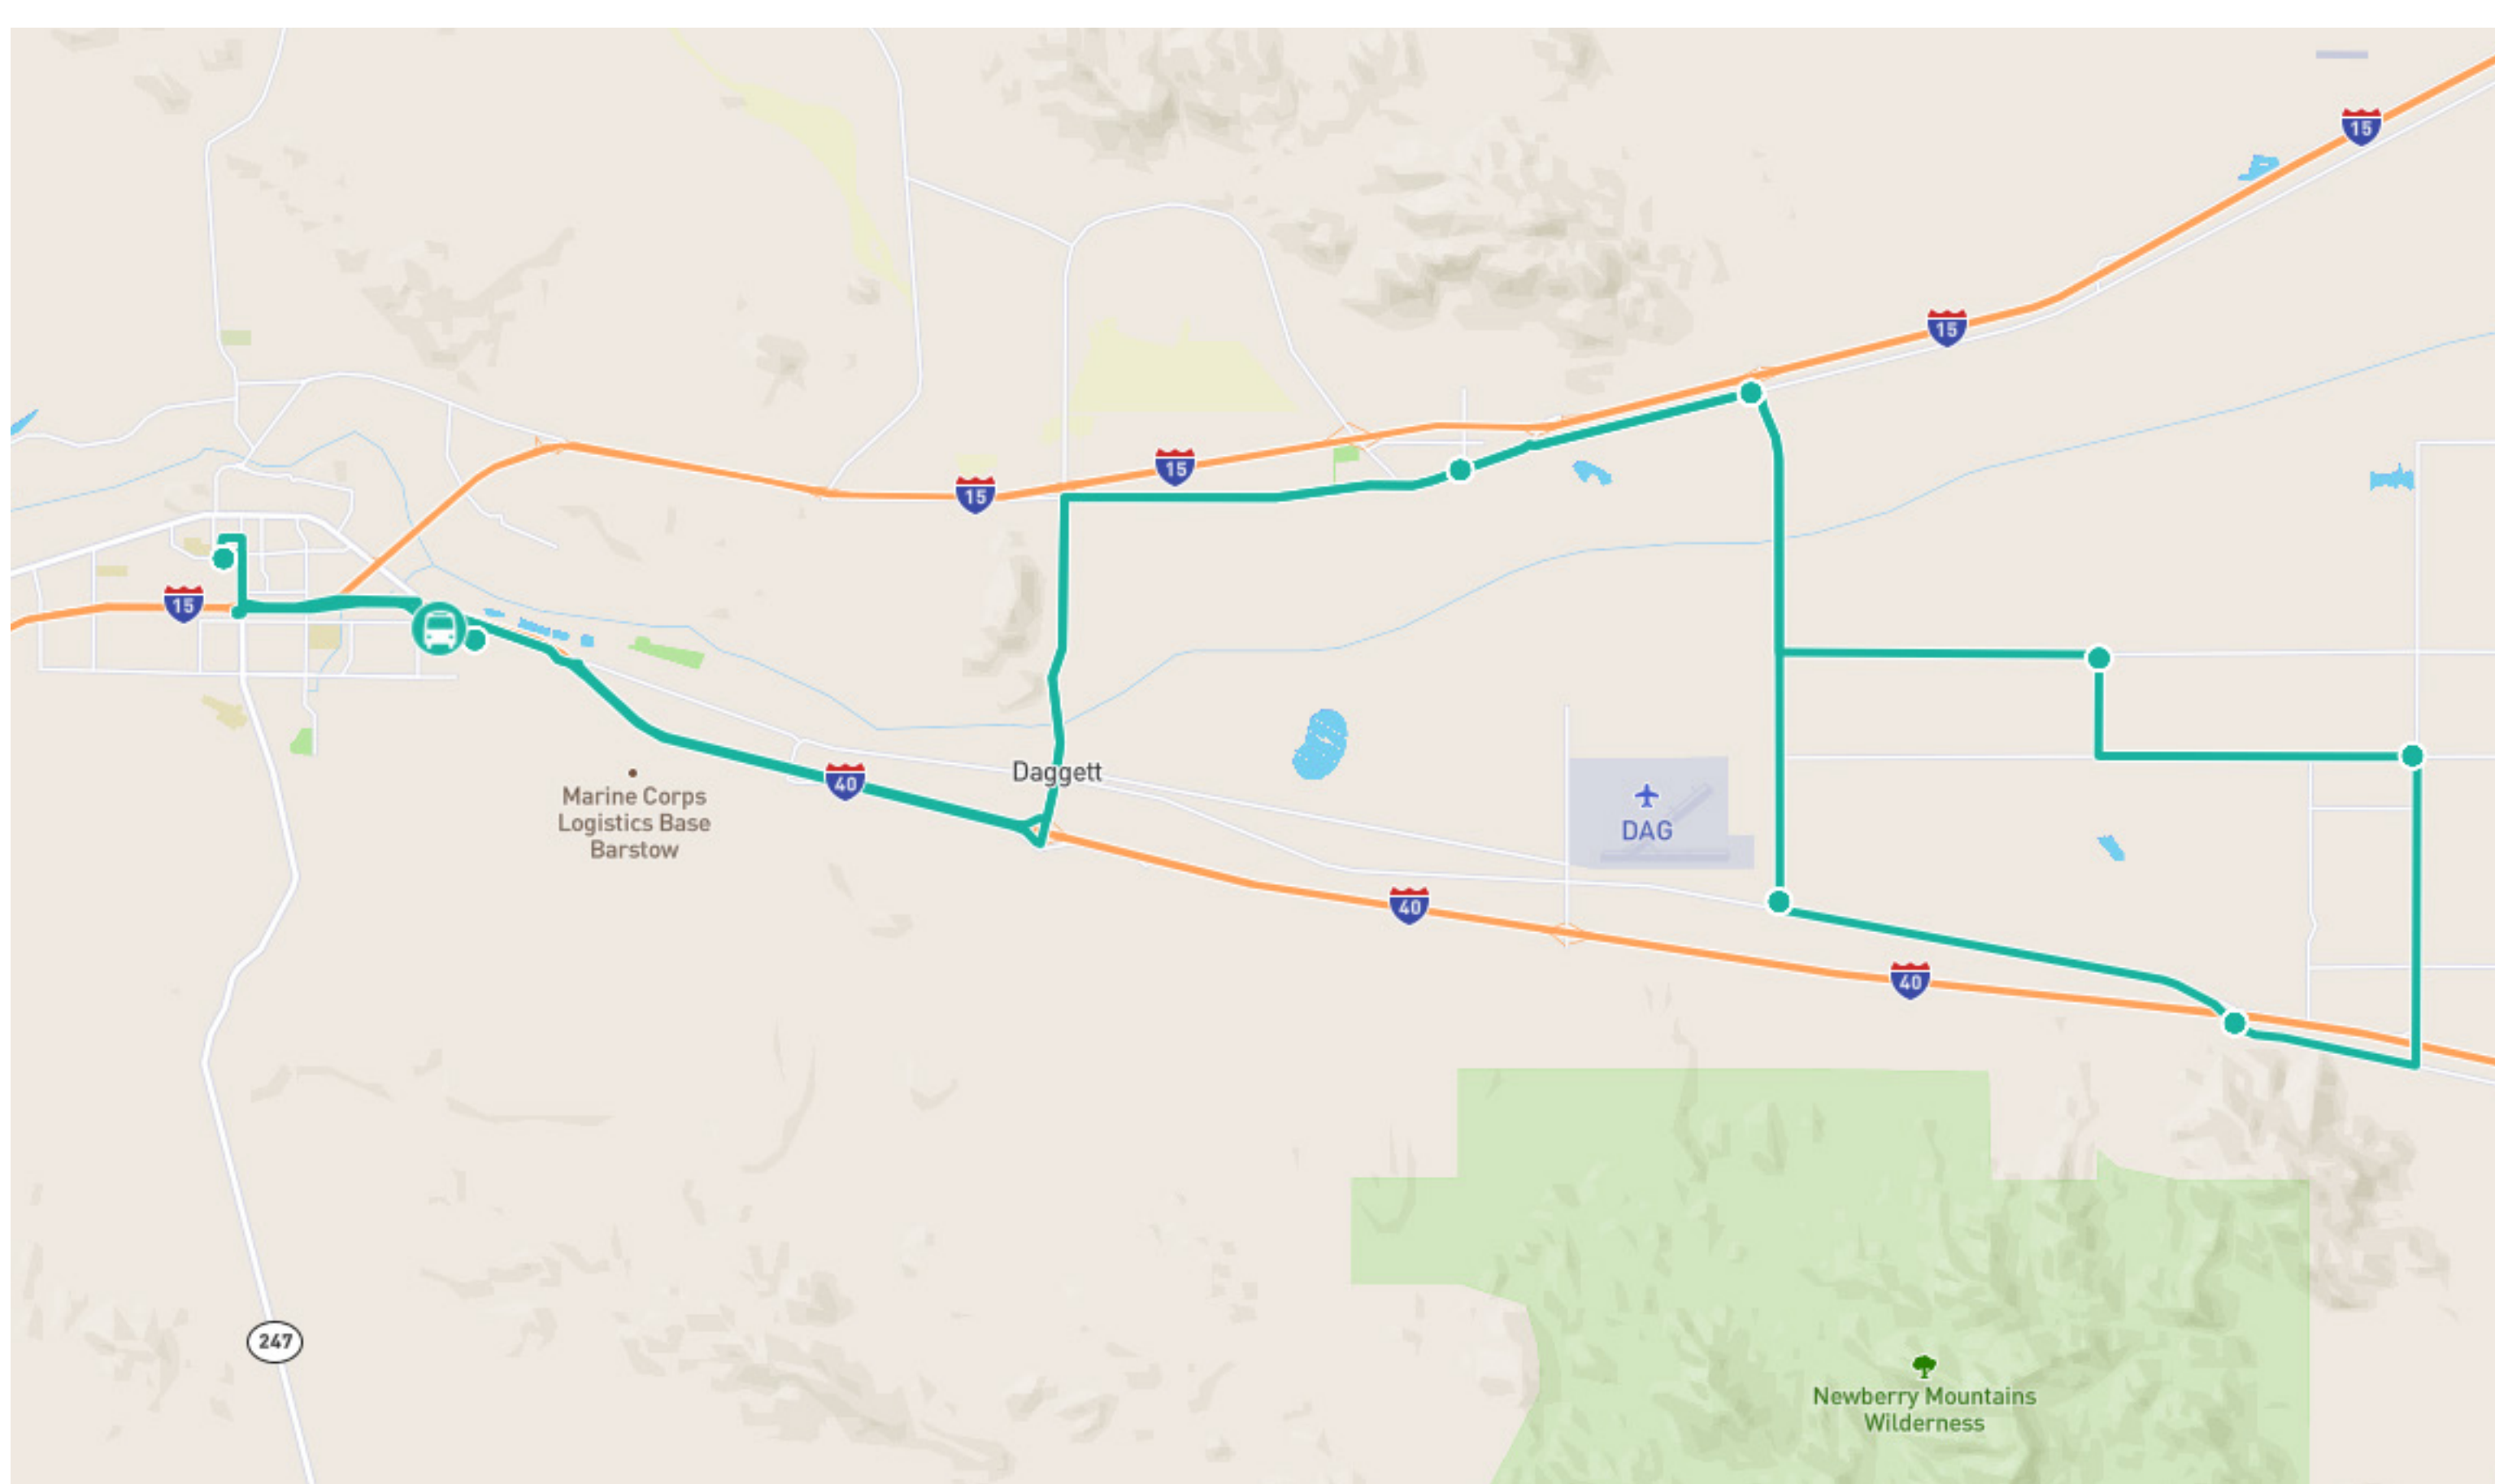 15
15
15
15
15
40
Daggett
Marine Corps
Logistics Base
Barstow
DAG
40
40
247
Newberry Mountains
Wilderness